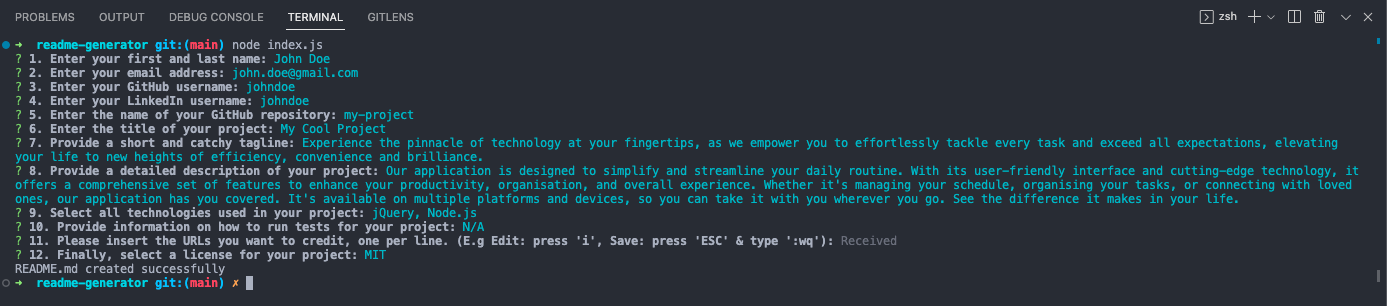 PROBLEMS OUTPUT DEBUG CONSOLE TERMINAL GITLENS zsh
➜ readme-generator git:(main) node index.js
? 1. Enter your first and last name: John Doe
? 2. Enter your email address: john.doe@gmail.com
? 3. Enter your GitHub username: johndoe
? 4. Enter your LinkedIn username: johndoe
? 5. Enter the name of your GitHub repository: my-project
? 6. Enter the title of your project: My Cool Project
? 7. Provide a short and catchy tagline: Experience the pinnacle of technology at your fingertips, as we empower you to effortlessly tackle every task and exceed all expectations, elevating
your life to new heights of efficiency, convenience and brilliance.
? 8. Provide a detailed description of your project: Our application is designed to simplify and streamline your daily routine. With its user-friendly interface and cutting-edge technology, it
offers a comprehensive set of features to enhance your productivity, organisation, and overall experience. Whether it's managing your schedule, organising your tasks, or connecting with loved
ones, our application has you covered. It's available on multiple platforms and devices, so you can take it with you wherever you go. See the difference it makes in your life.
? 9. Select all technologies used in your project: jQuery, Node.js
? 10. Provide information on how to run tests for your project: N/A
? 11. Please insert the URLs you want to credit, one per line. (E.g Edit: press 'i', Save: press 'ESC' & type ':wq'): Received
? 12. Finally, select a license for your project: MIT
README.md created successfully
➜ readme-generator git:(main) ✗